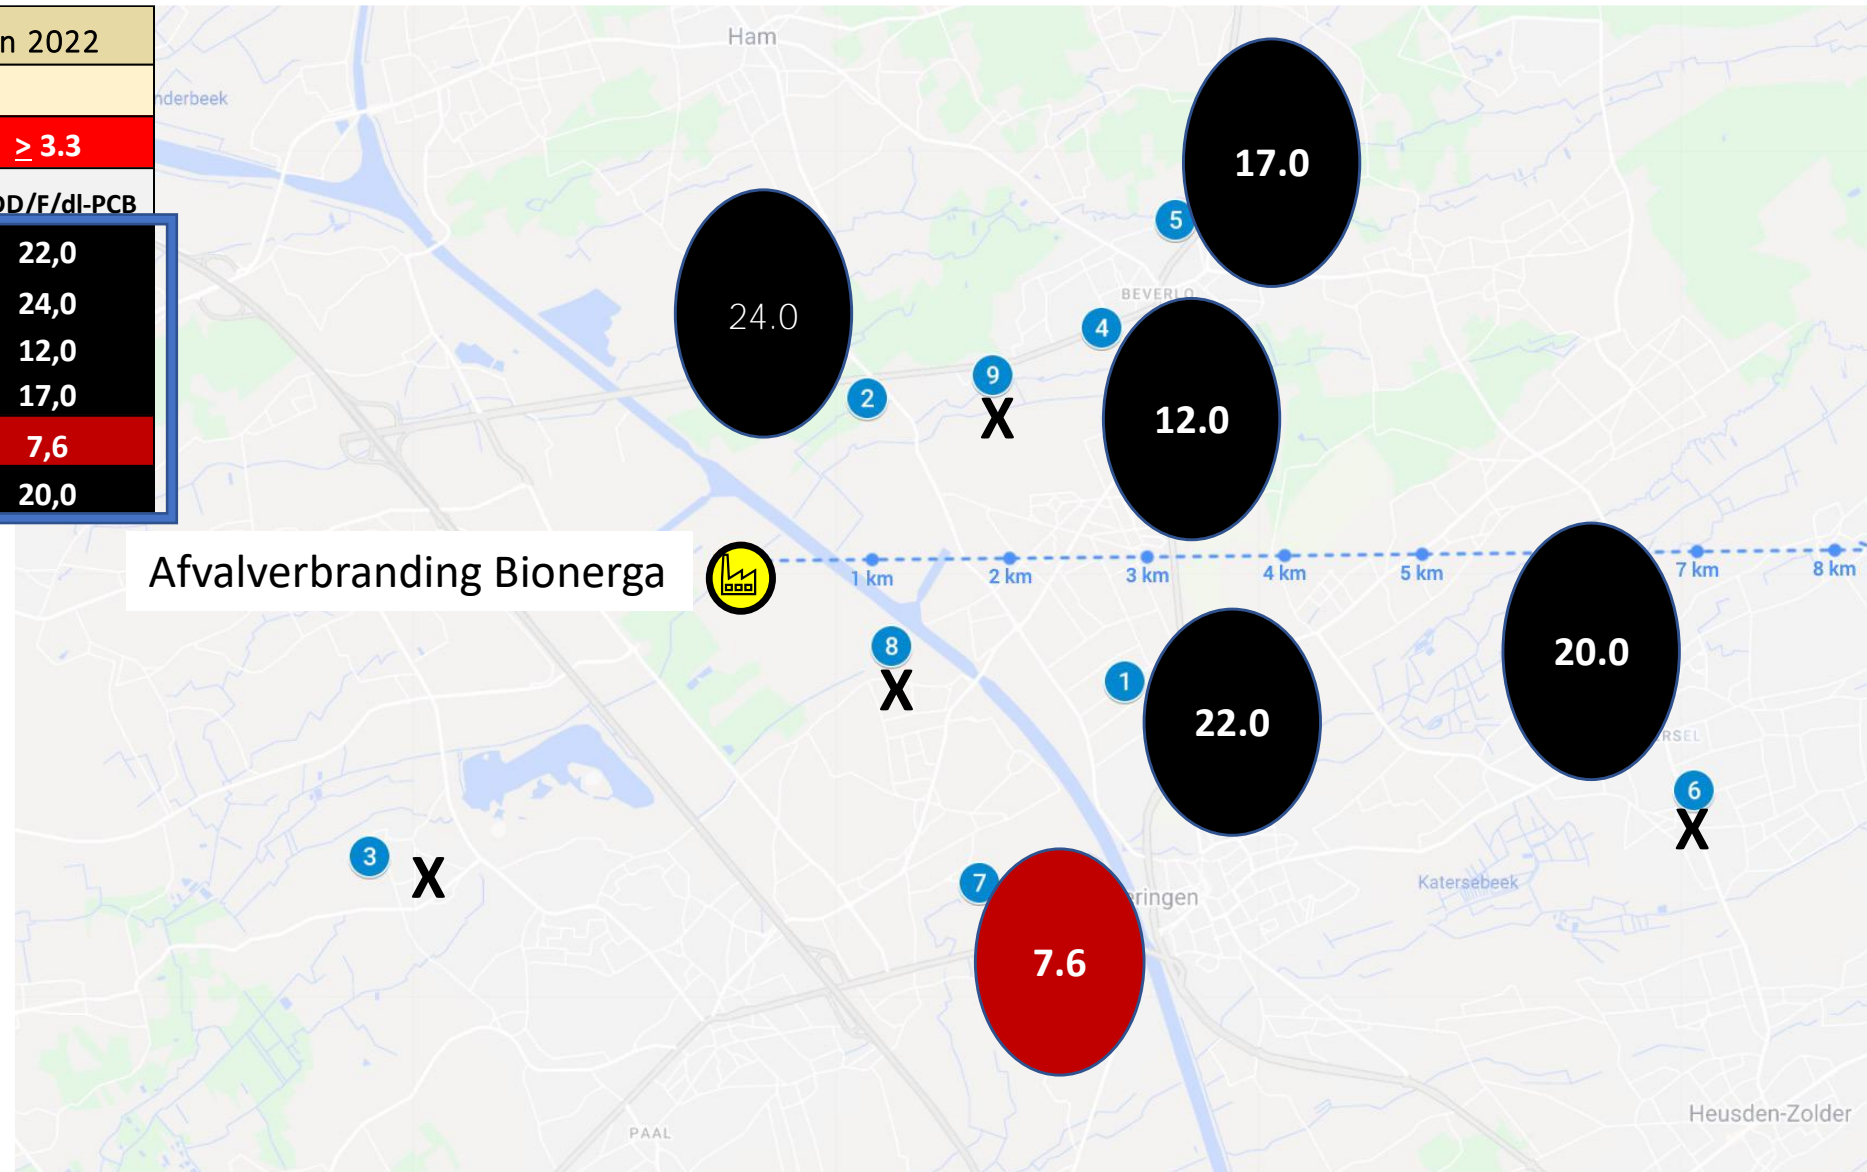 n 2022
≥ 3.3
DD/F/dl-PCB
22,0
24,0
12,0
17,0
7,6
20,0
Ham
nderbeek
17.0
5
24.0
BEVERLO
4
9
X
2
12.0
Afvalverbranding Bionerga
1 km
2 km
3 km
4 km
5 km
7 km
8 km
8
X
1
22.0
20.0
RSEL
6
X
3
X
7
ringen
Katersebeek
7.6
Heusden-Zolder
PAAL